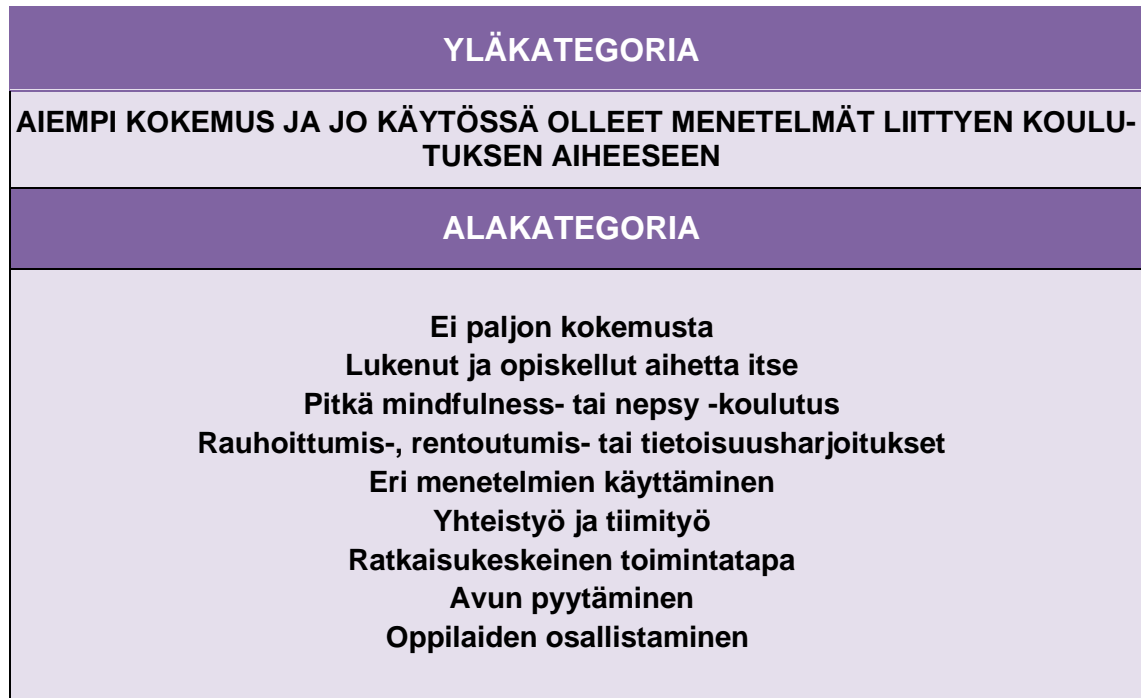 YLÄKATEGORIA
AIEMPI KOKEMUS JA JO KÄYTÖSSÄ OLLEET MENETELMÄT LIITTYEN KOULU-
TUKSEN AIHEESEEN
ALAKATEGORIA
Ei paljon kokemusta
Lukenut ja opiskellut aihetta itse
Pitkä mindfulness- tai nepsy -koulutus
Rauhoittumis-, rentoutumis- tai tietoisuusharjoitukset
Eri menetelmien käyttäminen
Yhteistyö ja tiimityö
Ratkaisukeskeinen toimintatapa
Avun pyytäminen
Oppilaiden osallistaminen